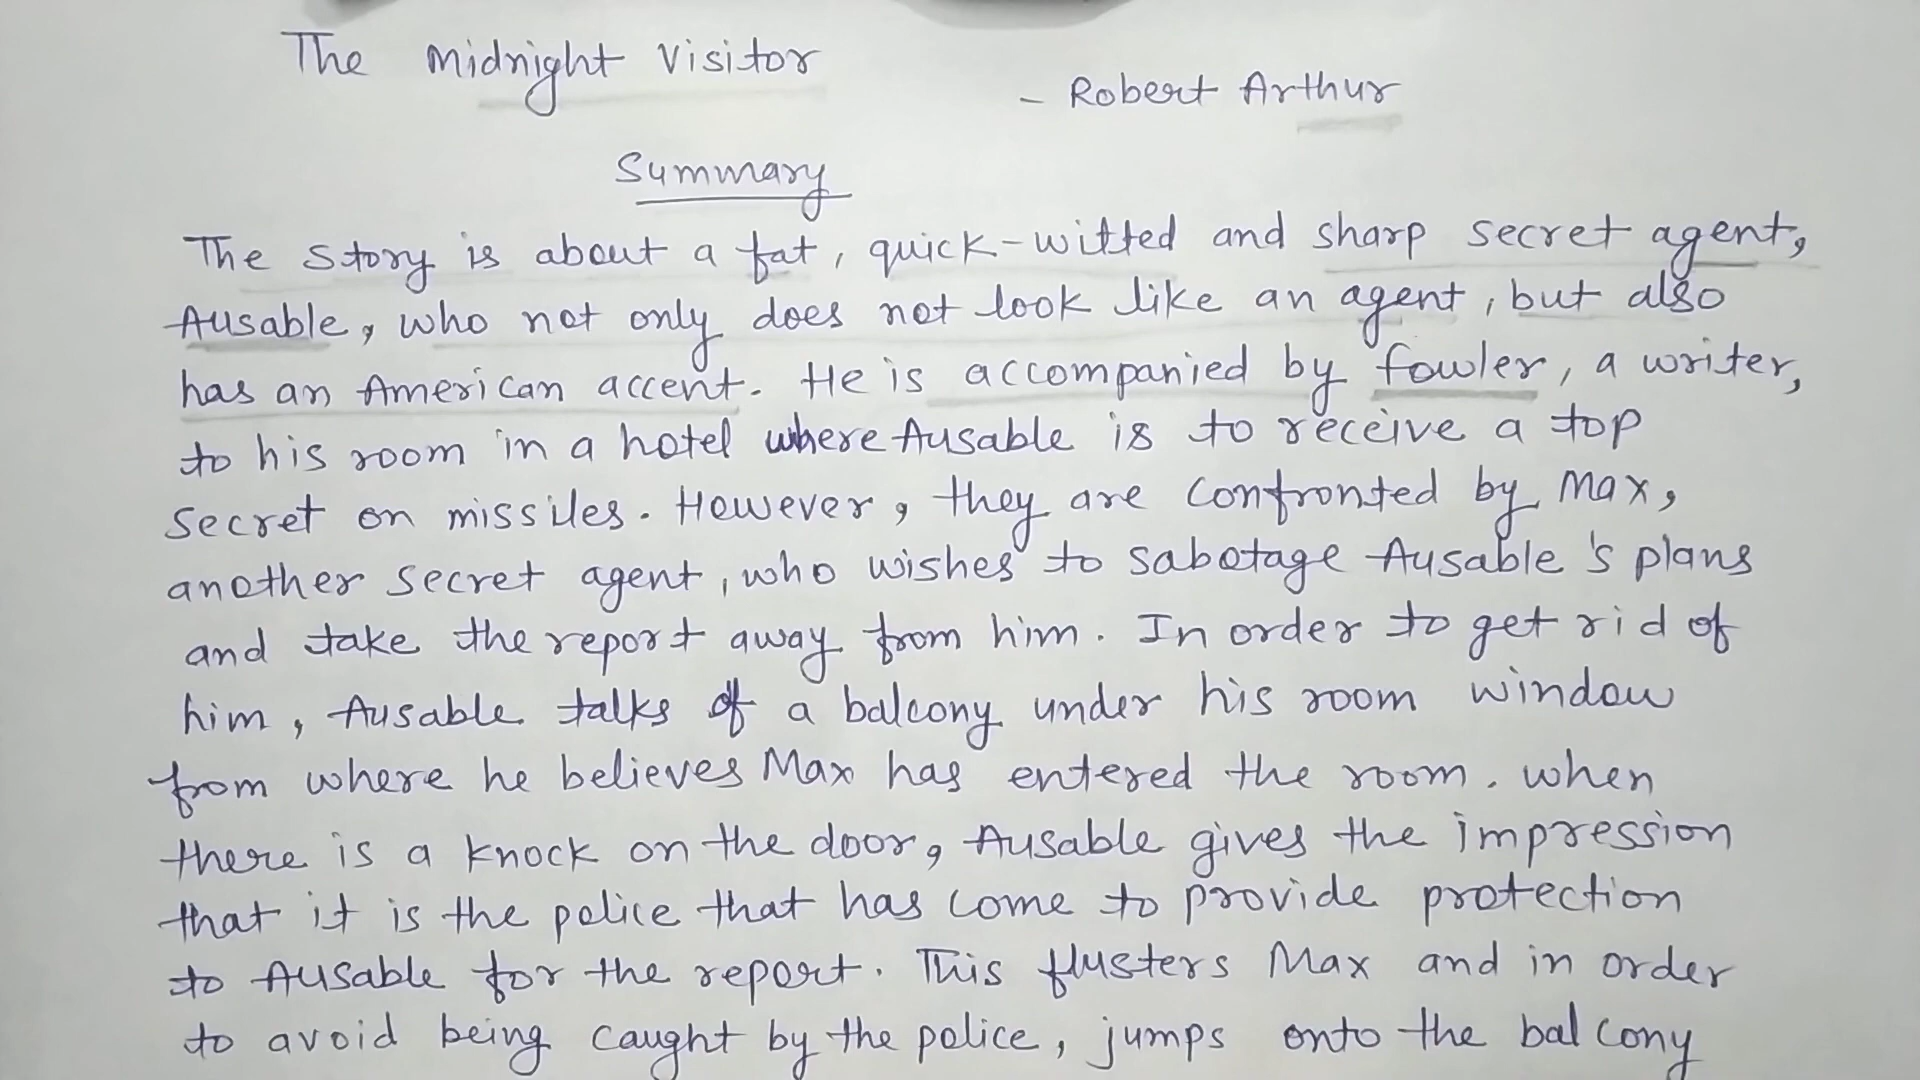 The Midnight Visitor
- Robert Arthur
Summary
The story is about a fat, quick-witted and sharp secret agent,
Ausable, who not only does not look like an agent, but also
has an American accent. He is accompanied by fowler, a writer,
to his room in a hotel where Ausable is to receive a top
secret on missiles. However, they are confronted by Max,
another secret agent, who wishes to sabotage Ausable's plans
and take the report away from him. In order to get rid of
him, Ausable talks of a balcony under his room window
from where he believes Max has entered the room. when
there is a knock on the door, Ausable gives the impression
that it is the police that has come to provide protection
to Ausable for the report. This flusters Max and in order
to avoid being caught by the police, jumps onto the balcony